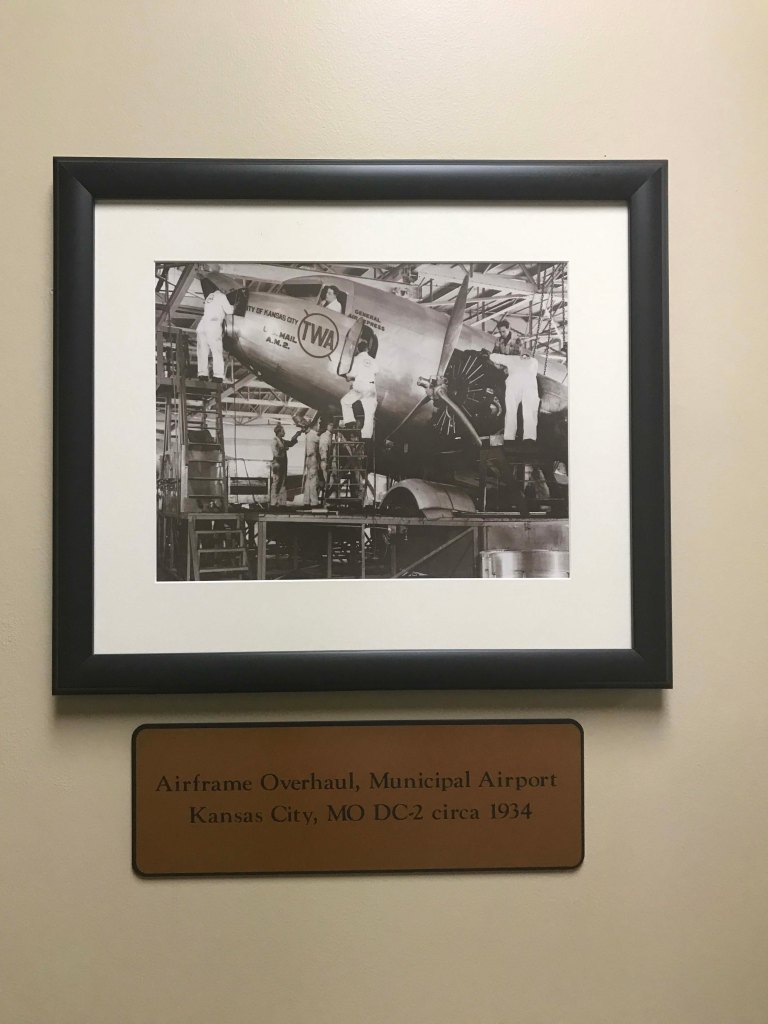 CITY OF KANSAS CITY
U.S. MAIL
A.M.2.
TWA
GENERAL
AIR EXPRESS
Airframe Overhaul, Municipal Airport
Kansas City, MO DC-2 circa 1934